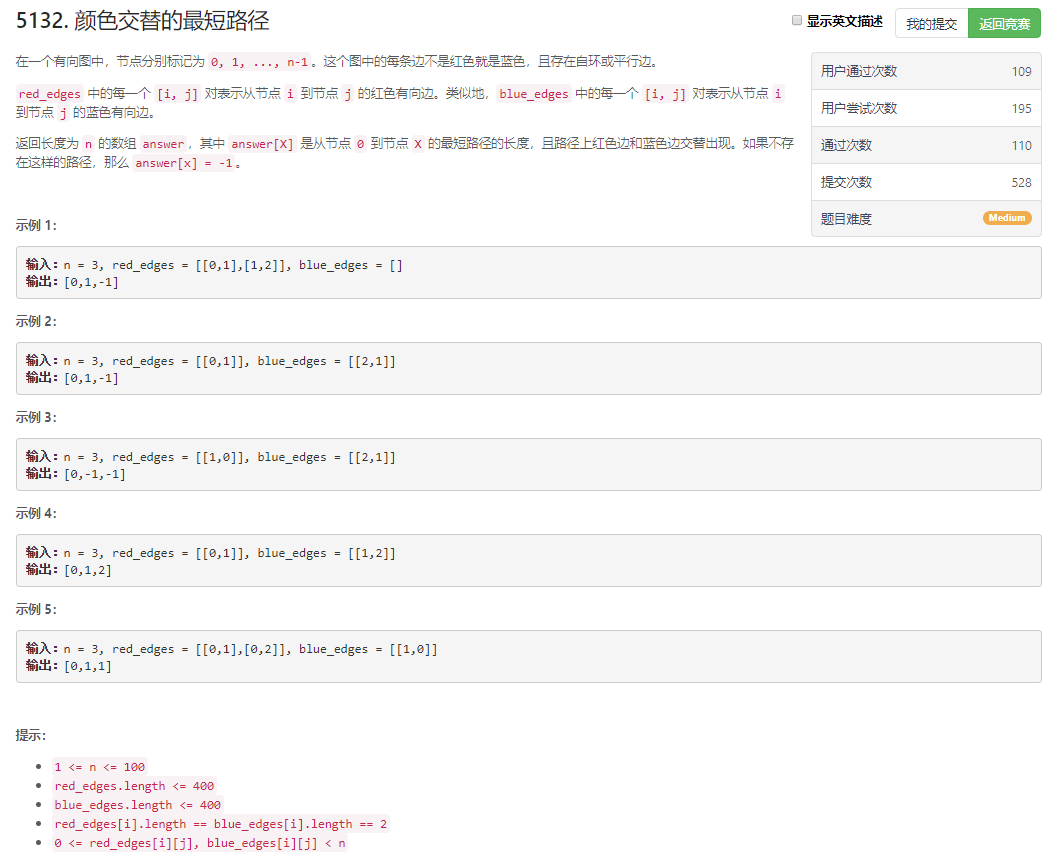 5132. 颜色交替的最短路径
显示英文描述
我的提交
返回竞赛
在一个有向图中，节点分别标记为 0, 1, ..., n-1。这个图中的每条边不是红色就是蓝色，且存在自环或平行边。
red_edges 中的每一个 [i, j] 对表示从节点 i 到节点 j 的红色有向边。类似地，blue_edges 中的每一个 [i, j] 对表示从节点 i
到节点 j 的蓝色有向边。
返回长度为 n 的数组 answer，其中 answer[X] 是从节点 0 到节点 X 的最短路径的长度，且路径上红色边和蓝色边交替出现。如果不存
在这样的路径，那么 answer[x] = -1。
用户通过次数 109
用户尝试次数 195
通过次数 110
提交次数 528
题目难度 Medium
示例 1：
输入：n = 3, red_edges = [[0,1],[1,2]], blue_edges = []
输出：[0,1,-1]
示例 2：
输入：n = 3, red_edges = [[0,1]], blue_edges = [[2,1]]
输出：[0,1,-1]
示例 3：
输入：n = 3, red_edges = [[1,0]], blue_edges = [[2,1]]
输出：[0,-1,-1]
示例 4：
输入：n = 3, red_edges = [[0,1]], blue_edges = [[1,2]]
输出：[0,1,2]
示例 5：
输入：n = 3, red_edges = [[0,1],[0,2]], blue_edges = [[1,0]]
输出：[0,1,1]
提示：
1 <= n <= 100
red_edges.length <= 400
blue_edges.length <= 400
red_edges[i].length == blue_edges[i].length == 2
0 <= red_edges[i][j], blue_edges[i][j] < n